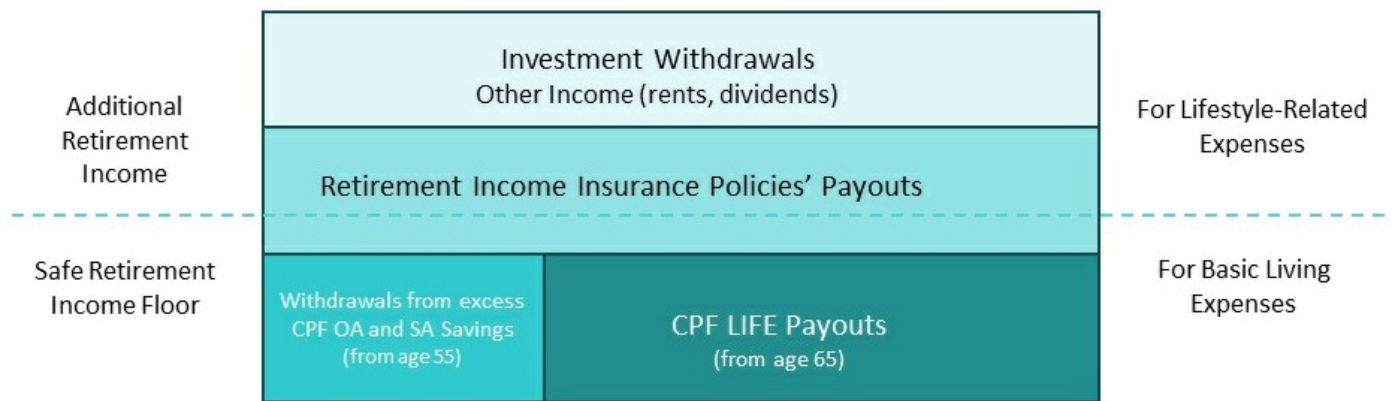 Investment Withdrawals
Other Income (rents, dividends)
Additional
Retirement
Income
For Lifestyle-Related
Expenses
Retirement Income Insurance Policies’ Payouts
Safe Retirement
Income Floor
Withdrawals from excess
CPF OA and SA Savings
(from age 55)
CPF LIFE Payouts
(from age 65)
For Basic Living
Expenses